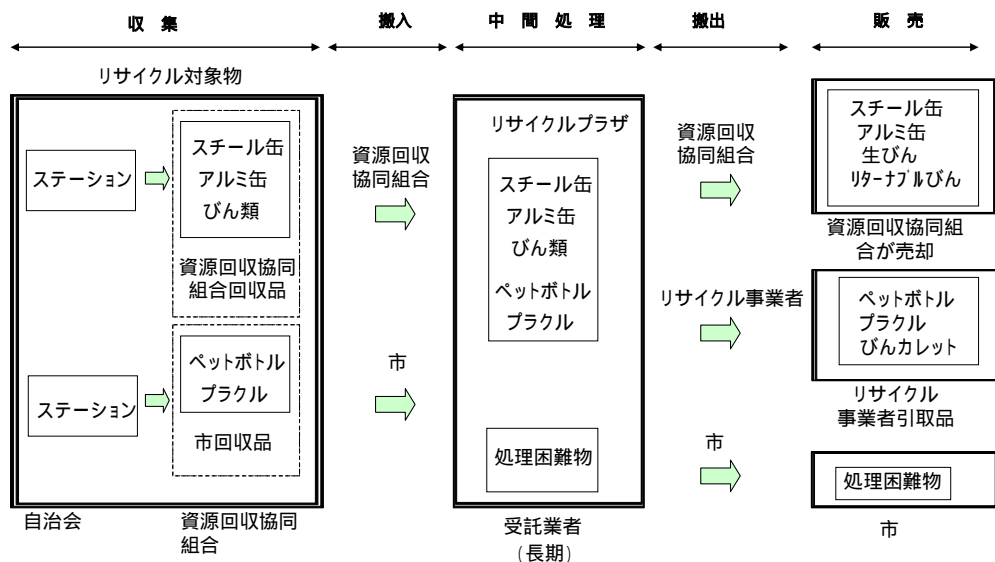 収 集
搬入
中 間 処 理
搬出
販 売
リサイクル対象物
ステーション
スチール缶
アルミ缶
びん類
資源回収協同
組合回収品
ステーション
ペットボトル
プラクル
市回収品
自治会
資源回収協同
組合
資源回収
協同組合
市
リサイクルプラザ
スチール缶
アルミ缶
びん類
ペットボトル
プラクル
処理困難物
受託業者
(長期)
資源回収
協同組合
リサイクル事業者
市
スチール缶
アルミ缶
生びん
リターナブルびん
資源回収協同組
合が売却
ペットボトル
プラクル
びんカレット
リサイクル
事業者引取品
処理困難物
市